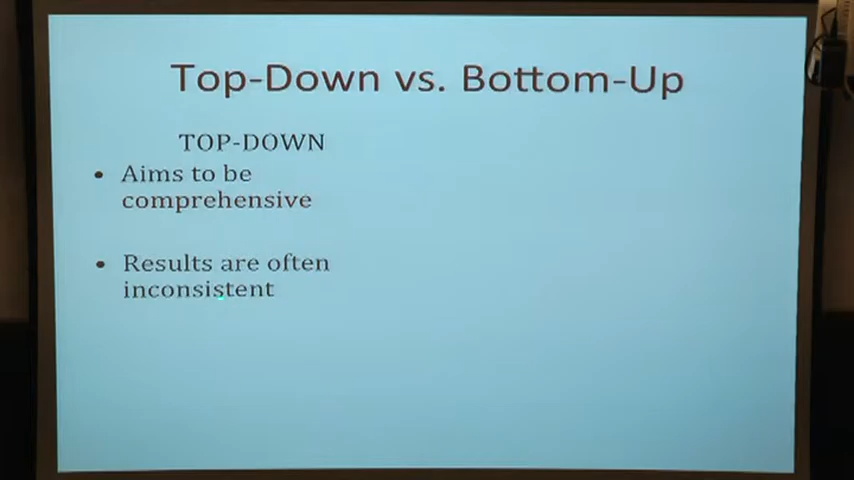 Top-Down vs. Bottom-Up
TOP-DOWN
• Aims to be
comprehensive
• Results are often
inconsistent